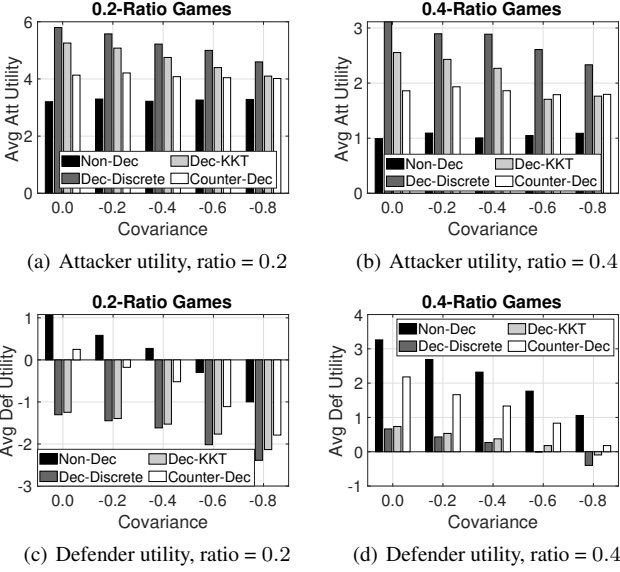 0.2-Ratio Games
Avg Att Utility
6
4
2
0
Non-Dec Dec-KKT
Dec-Discrete Counter-Dec
0.0 -0.2 -0.4 -0.6 -0.8
Covariance
(a) Attacker utility, ratio = 0.2
0.4-Ratio Games
Avg Att Utility
3
2
1
0
Non-Dec Dec-KKT
Dec-Discrete Counter-Dec
0.0 -0.2 -0.4 -0.6 -0.8
Covariance
(b) Attacker utility, ratio = 0.4
0.2-Ratio Games
Avg Def Utility
1
0
-1
-2
-3
Non-Dec Dec-KKT
Dec-Discrete Counter-Dec
0.0 -0.2 -0.4 -0.6 -0.8
Covariance
(c) Defender utility, ratio = 0.2
0.4-Ratio Games
Avg Def Utility
4
3
2
1
0
-1
Non-Dec Dec-KKT
Dec-Discrete Counter-Dec
0.0 -0.2 -0.4 -0.6 -0.8
Covariance
(d) Defender utility, ratio = 0.4